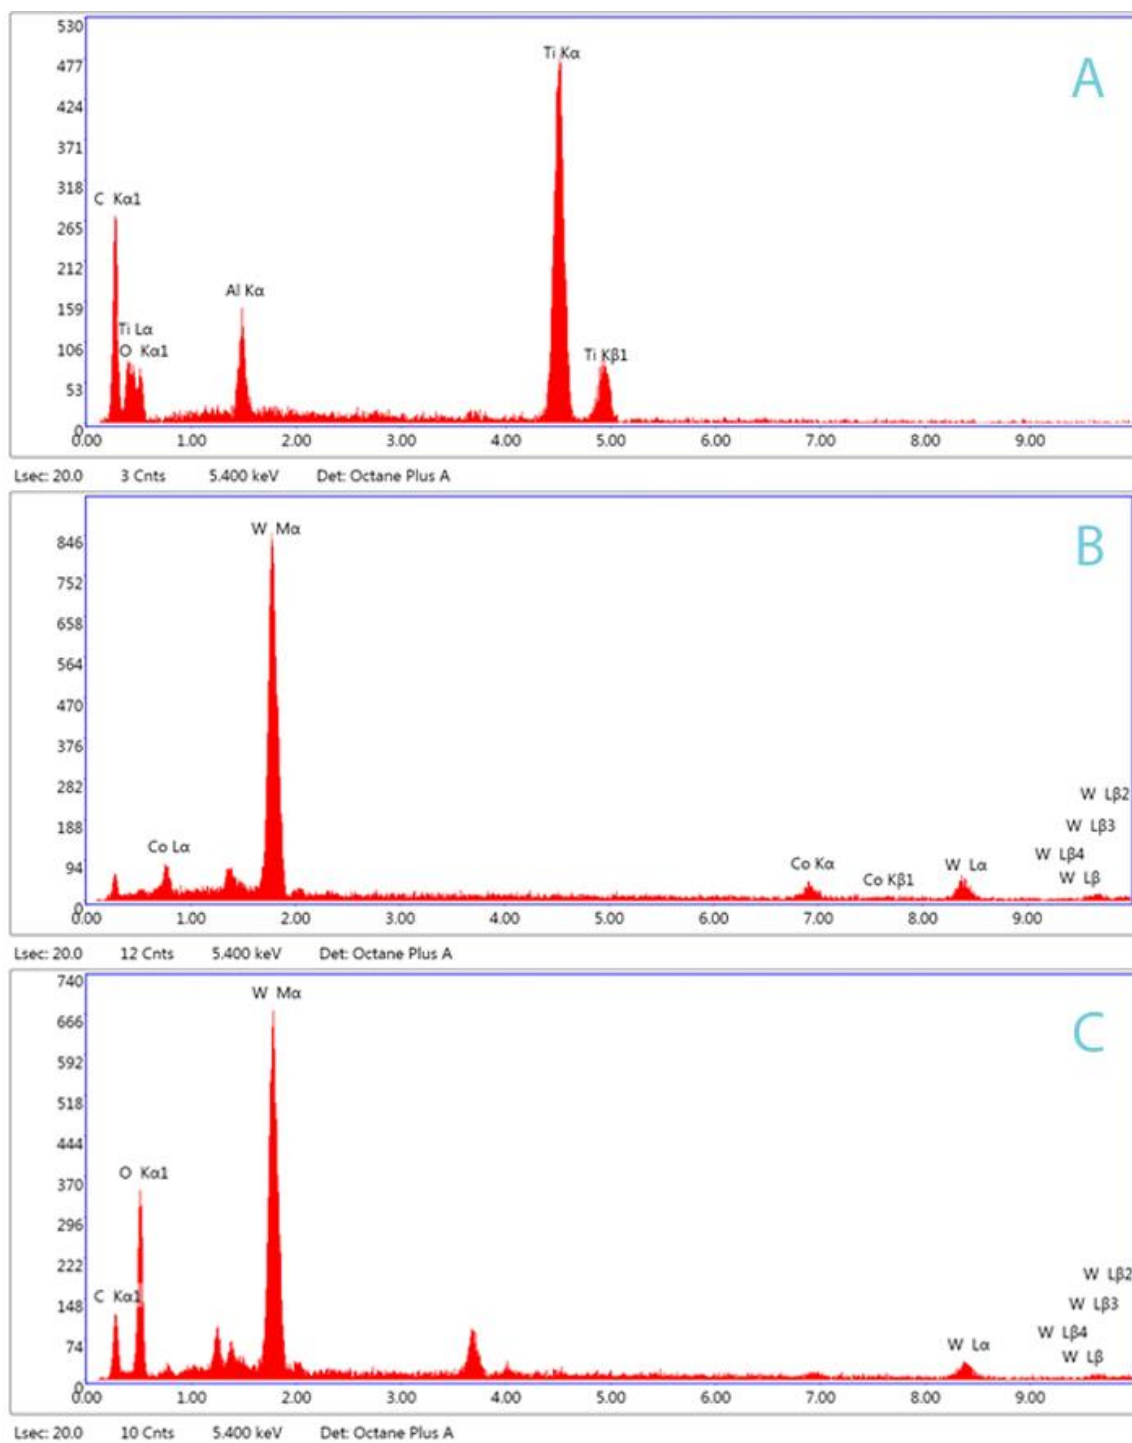 530
Ti Kα
A
477
424
371
318
C Kα1
265
212
Al Kα
159
Ti Lα
106
O Kα1
Ti Kβ1
53
0
0.00 1.00 2.00 3.00 4.00 5.00 6.00 7.00 8.00 9.00
Lsec: 20.0 3 Cnts 5.400 keV Det: Octane Plus A
W Mα
B
846
752
658
564
470
376
282
W Lβ2
188
W Lβ3
Co Lα
W Lβ4
94
Co Kα
W Lα
Co Kβ1
W Lβ
0
0.00 1.00 2.00 3.00 4.00 5.00 6.00 7.00 8.00 9.00
Lsec: 20.0 12 Cnts 5.400 keV Det: Octane Plus A
740
W Mα
C
666
592
518
444
O Kα1
370
296
222
W Lβ2
C Kα1
148
W Lβ3
W Lβ4
74
W Lα
W Lβ
0
0.00 1.00 2.00 3.00 4.00 5.00 6.00 7.00 8.00 9.00
Lsec: 20.0 10 Cnts 5.400 keV Det: Octane Plus A